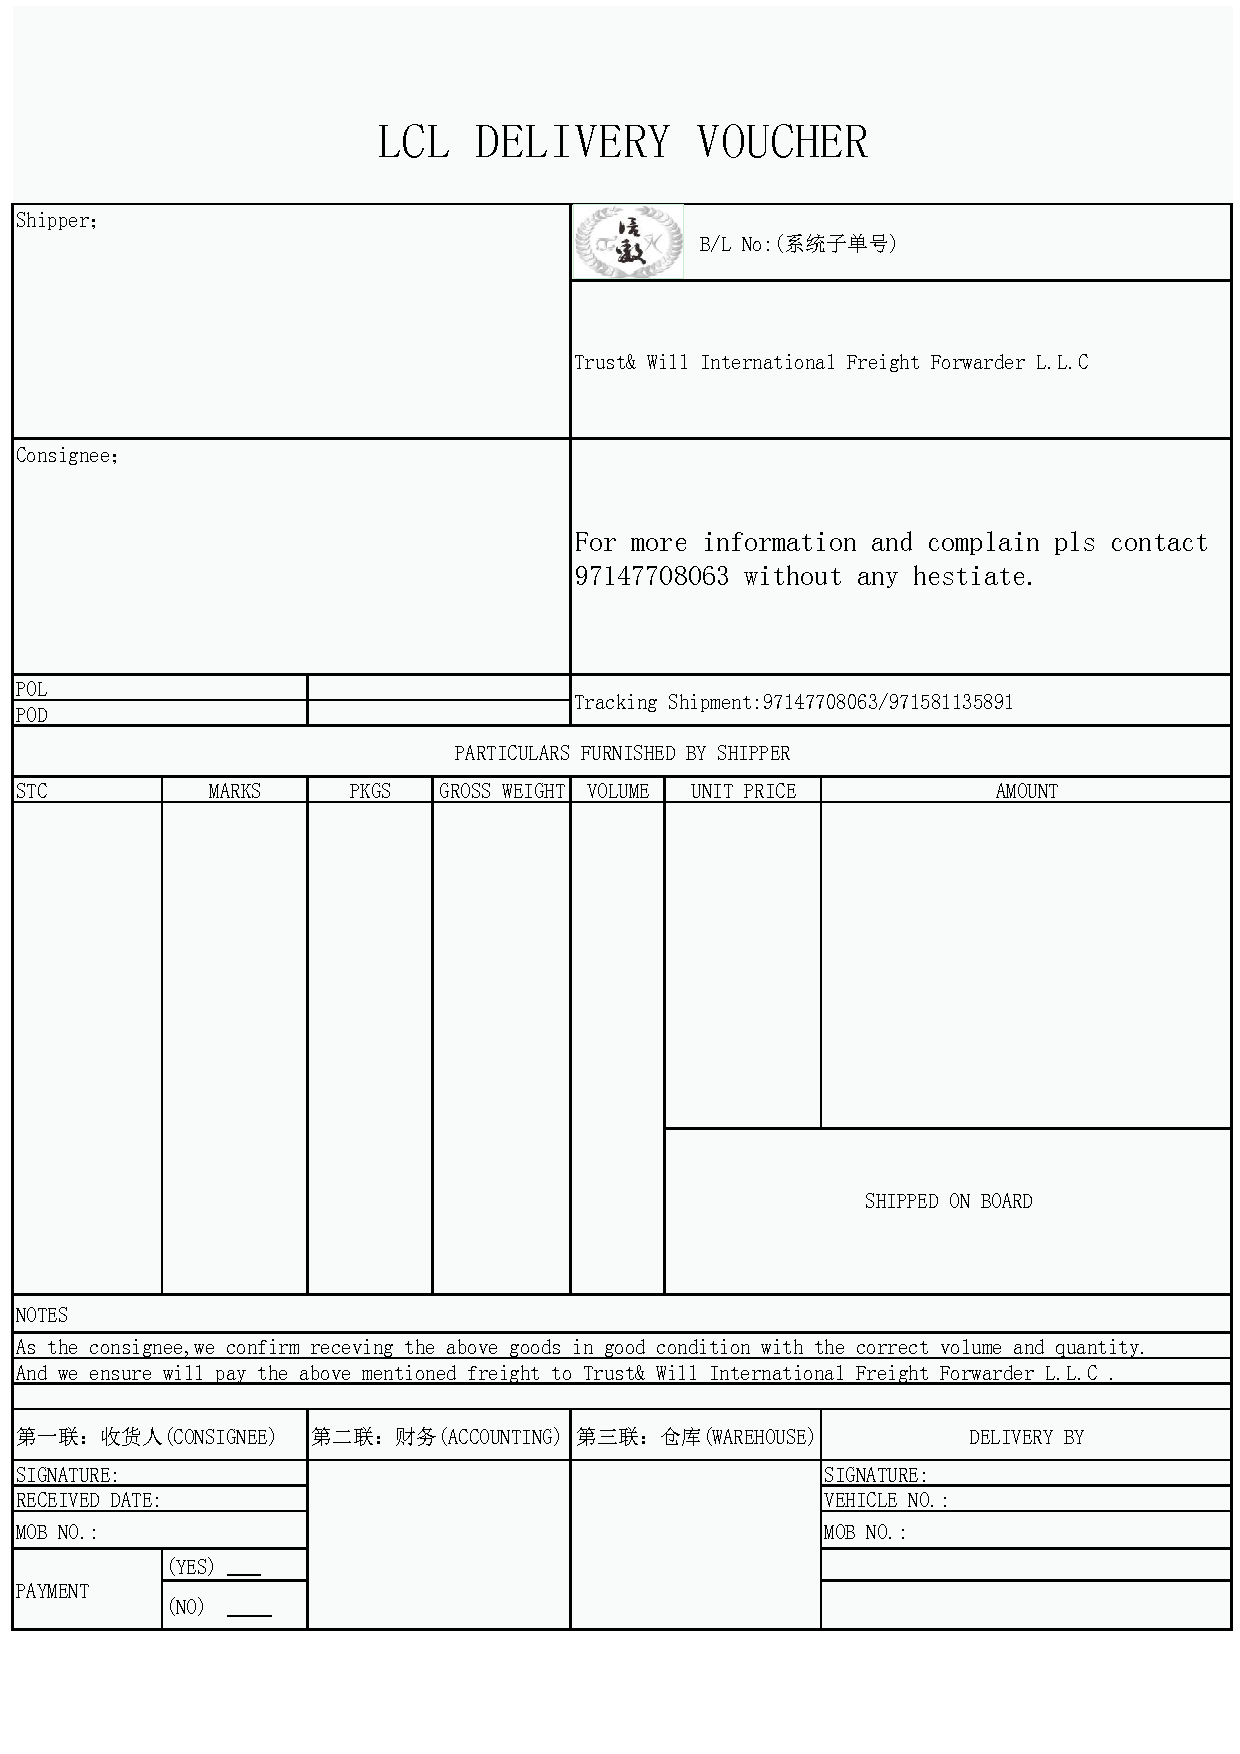 LCL DELIVERY VOUCHER
Shipper;
B/L No:(系统子单号)
Trust& Will International Freight Forwarder L.L.C
Consignee;
For more information and complain pls contact
97147708063 without any hestiate.
POL
POD
Tracking Shipment:97147708063/971581135891
PARTICULARS FURNISHED BY SHIPPER
STC MARKS PKGS GROSS WEIGHT VOLUME UNIT PRICE AMOUNT
SHIPPED ON BOARD
NOTES
As the consignee,we confirm receving the above goods in good condition with the correct volume and quantity.
And we ensure will pay the above mentioned freight to Trust& Will International Freight Forwarder L.L.C .
第一联：收货人(CONSIGNEE) 第二联：财务(ACCOUNTING) 第三联：仓库(WAREHOUSE) DELIVERY BY
SIGNATURE: SIGNATURE:
RECEIVED DATE: VEHICLE NO.:
MOB NO.: MOB NO.:
PAYMENT
(YES) ___
(NO) ____